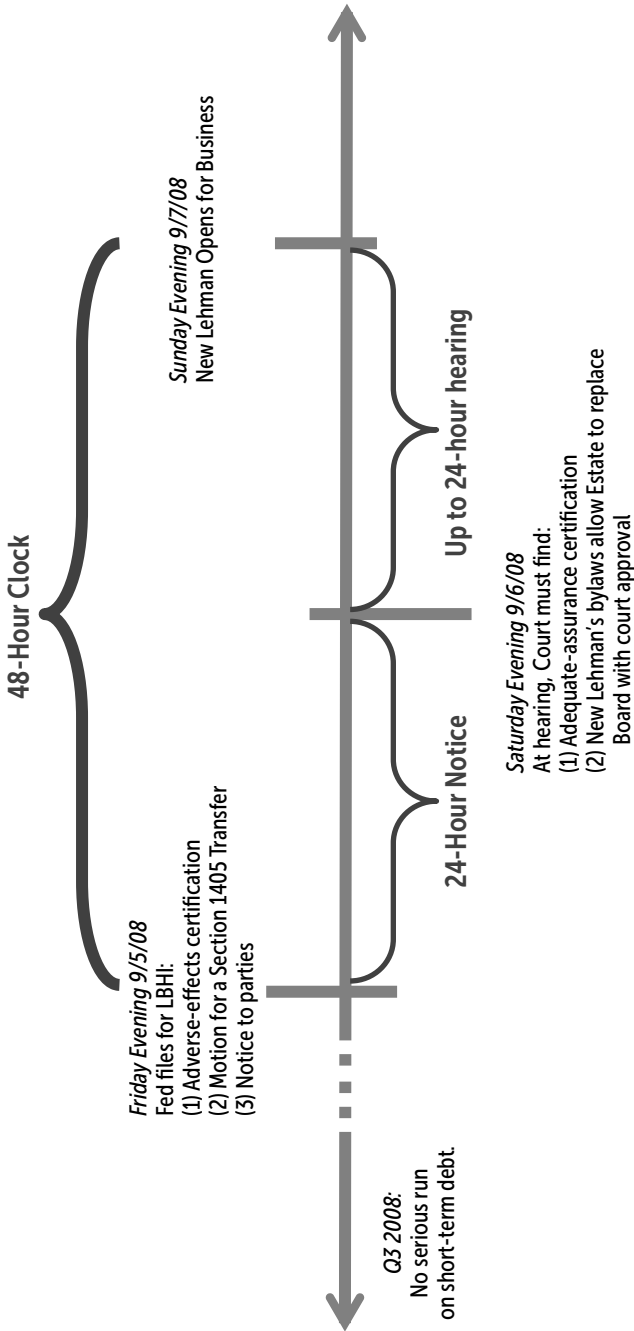 48-Hour Clock
Friday Evening 9/5/08
Fed files for LBHI:
(1) Adverse-effects certification
(2) Motion for a Section 1405 Transfer
(3) Notice to parties
Sunday Evening 9/7/08
New Lehman Opens for Business
Q3 2008:
No serious run
on short-term debt.
24-Hour Notice
Up to 24-hour hearing
Saturday Evening 9/6/08
At hearing, Court must find:
(1) Adequate-assurance certification
(2) New Lehman's bylaws allow Estate to replace
Board with court approval